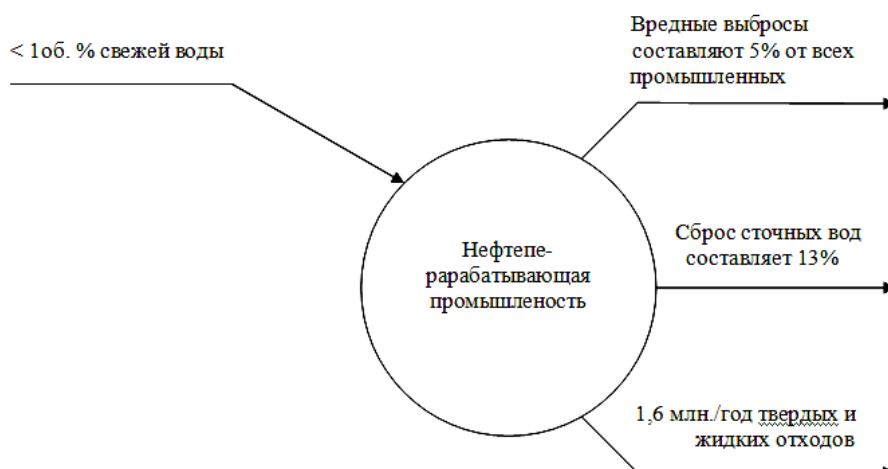 < 1об. % свежей воды
Вредные выбросы
составляют 5% от всех
промышленных
Нефтепе-
рарабатывающая
промышленость
Сброс сточных вод
составляет 13%
1,6 млн./год твердых и
жидких отходов